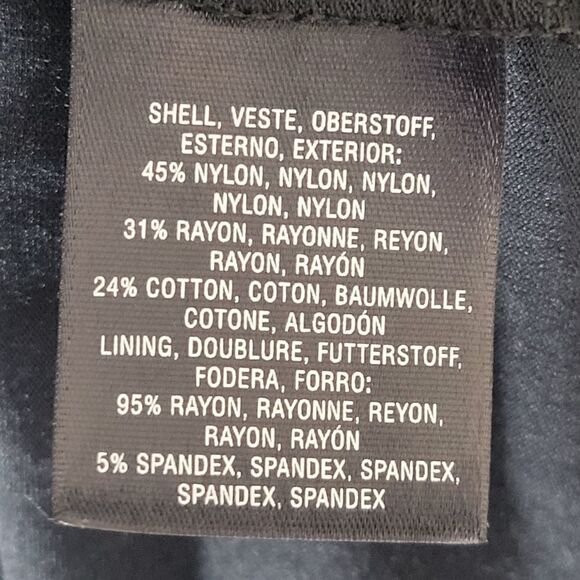 SHELL, VESTE, OBERSTOFF,
ESTERNO, EXTERIOR:
45% NYLON, NYLON, NYLON,
NYLON, NYLON
31% RAYON, RAYONNE, REYON,
RAYON, RAYÓN
24% COTTON, COTON, BAUMWOLLE,
COTONE, ALGODÓN
LINING, DOUBLURE, FUTTERSTOFF,
FODERA, FORRO:
95% RAYON, RAYONNE, REYON,
RAYON, RAYÓN
5% SPANDEX, SPANDEX, SPANDEX,
SPANDEX, SPANDEX